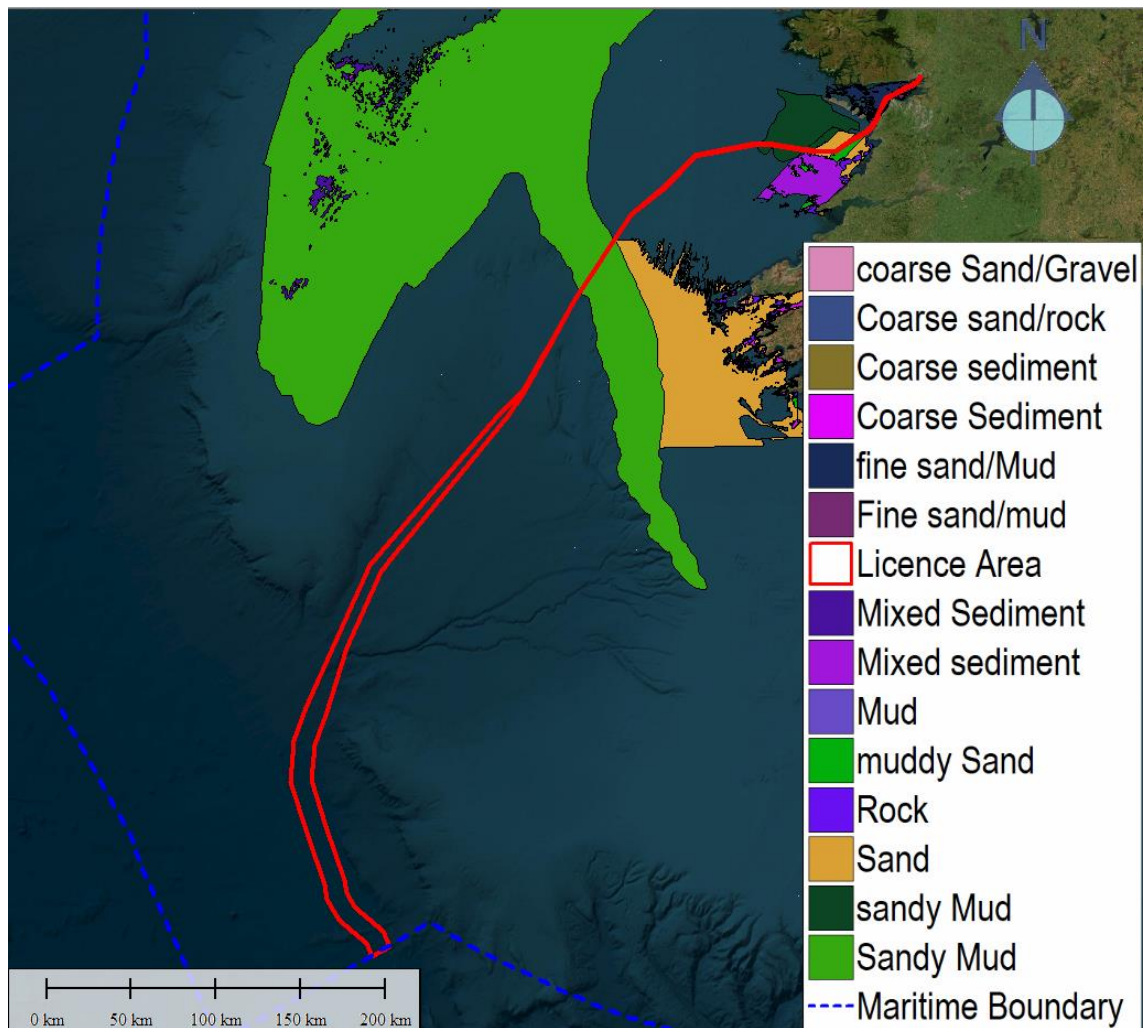 N
coarse Sand/Gravel
Coarse sand/rock
Coarse sediment
Coarse Sediment
fine sand/Mud
Fine sand/mud
Licence Area
Mixed Sediment
Mixed sediment
Mud
muddy Sand
Rock
Sand
sandy Mud
Sandy Mud
Maritime Boundary
0 km 50 km 100 km 150 km 200 km